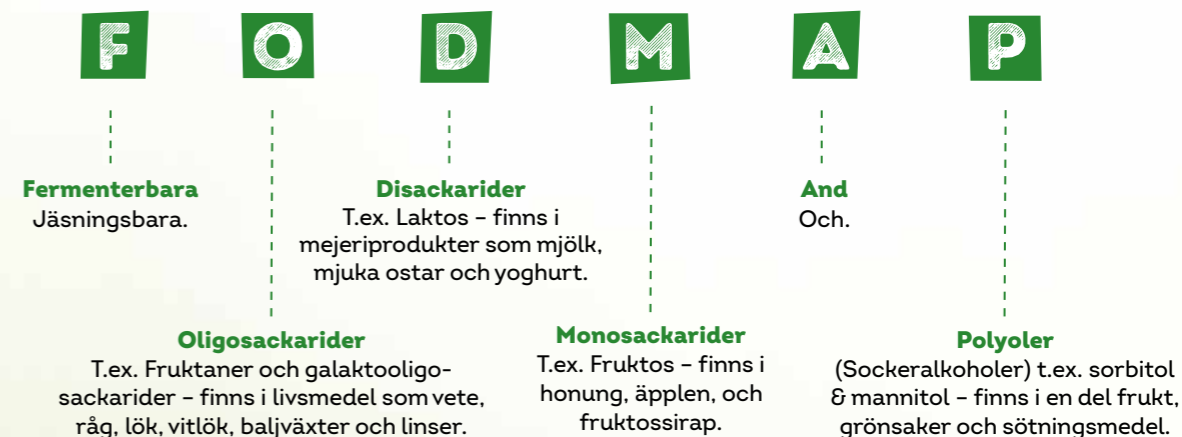 F O D M A P
Fermenterbara
Jäsningsbara.
Oligosackarider
T.ex. Fruktaner och galaktooligo-
sackarider – finns i livsmedel som vete,
råg, lök, vitlök, baljväxter och linser.
Disackarider
T.ex. Laktos – finns i
mejeriprodukter som mjölk,
mjuka ostar och yoghurt.
Monosackarider
T.ex. Fruktos – finns i
honung, äpplen, och
fruktossirap.
And
Och.
Polyoler
(Sockeralkoholer) t.ex. sorbitol
& mannitol – finns i en del frukt,
grönsaker och sötningsmedel.